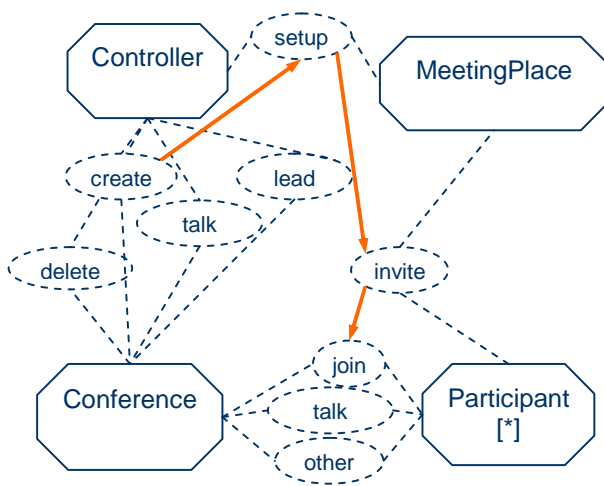 setup
Controller
MeetingPlace
create
lead
talk
delete
invite
join
Conference
Participant
[*]
talk
other